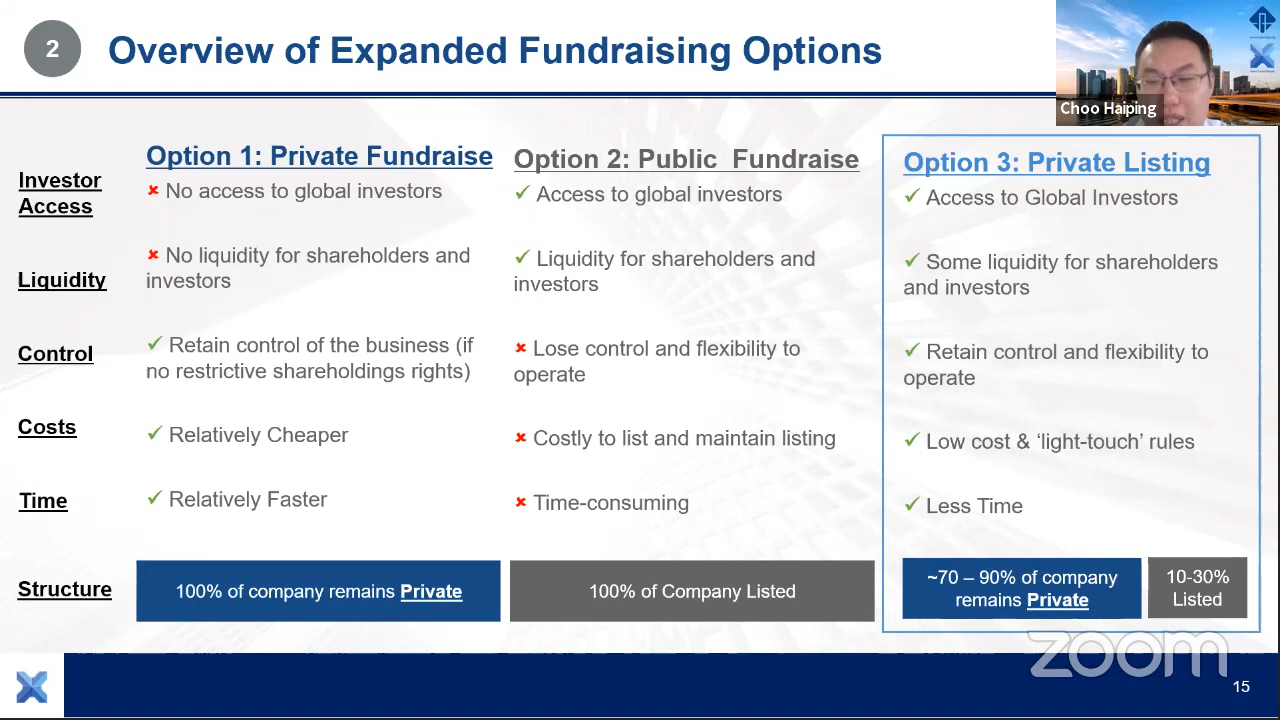 2
Overview of Expanded Fundraising Options
Choo Haiping
Option 1: Private Fundraise
Option 2: Public Fundraise
Option 3: Private Listing
Investor
Access
✘ No access to global investors
✓ Access to global investors
✓ Access to Global Investors
Liquidity
✘ No liquidity for shareholders and
investors
✓ Liquidity for shareholders and
investors
✓ Some liquidity for shareholders
and investors
Control
✓ Retain control of the business (if
no restrictive shareholdings rights)
✘ Lose control and flexibility to
operate
✓ Retain control and flexibility to
operate
Costs
✓ Relatively Cheaper
✘ Costly to list and maintain listing
✓ Low cost & ‘light-touch’ rules
Time
✓ Relatively Faster
✘ Time-consuming
✓ Less Time
Structure
100% of company remains Private
100% of Company Listed
~70 – 90% of company
remains Private
10-30%
Listed
zoom
15